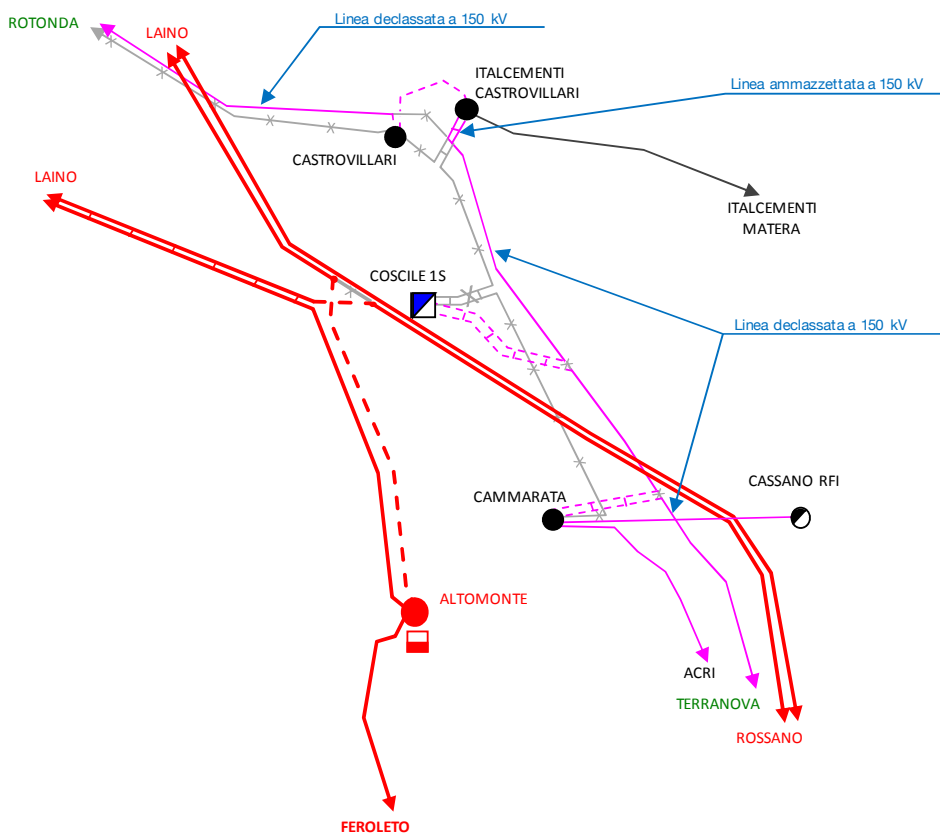 ROTONDA
LAINO
Linea declassata a 150 kV
ITALCEMENTI
CASTROVILLARI
Linea ammazzettata a 150 kV
CASTROVILLARI
LAINO
ITALCEMENTI
MATERA
COSCILE 1S
Linea declassata a 150 kV
CASSANO RFI
CAMMARATA
ALTOMONTE
ACRI
TERRANOVA
ROSSANO
FEROLETO